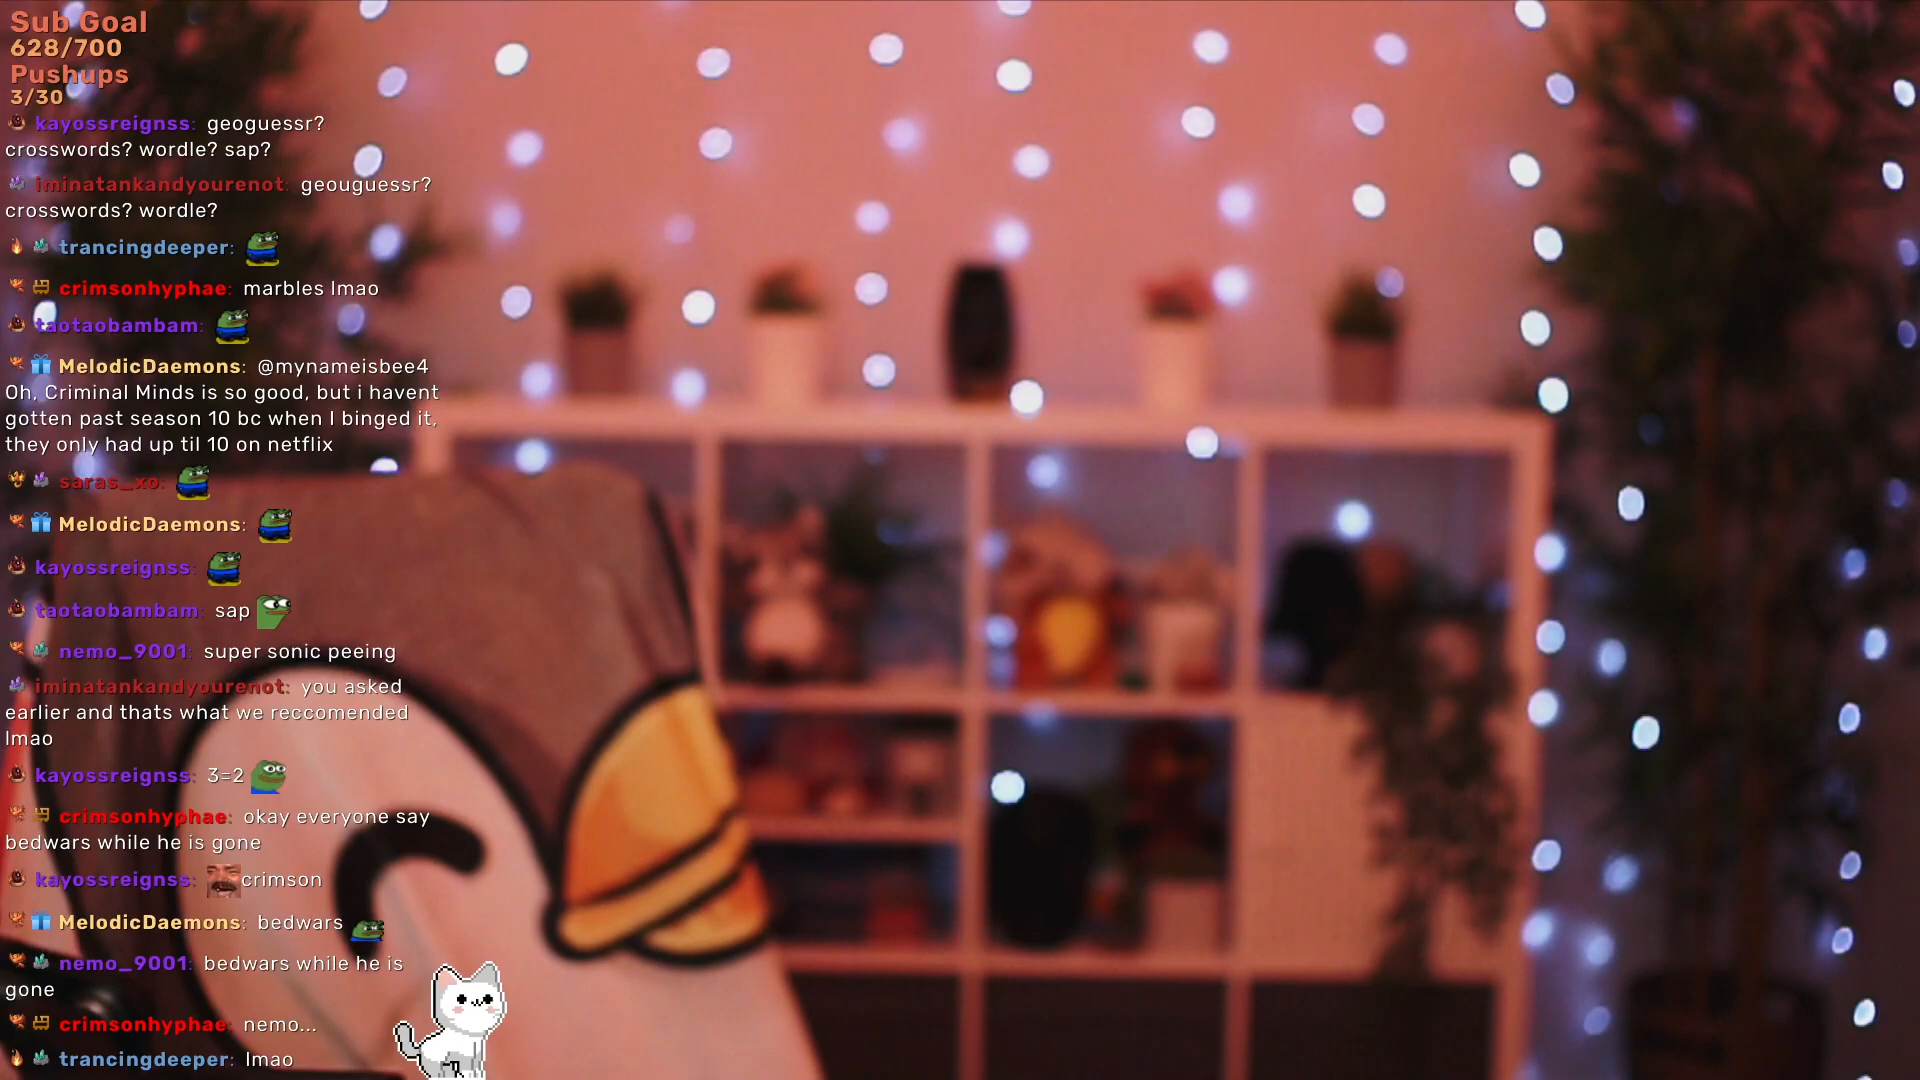 Sub Goal
628/700
Pushups
3/30
kayossreignss: geoguessr?
crosswords? wordle? sap?
iminatankandyourenot: geouguessr?
crosswords? wordle?
trancingdeeper:
crimsonhyphae: marbles lmao
taotaobambam:
MelodicDaemons: @mynameisbee4
Oh, Criminal Minds is so good, but i havent
gotten past season 10 bc when I binged it,
they only had up til 10 on netflix
saras_xo:
MelodicDaemons:
kayossreignss:
taotaobambam: sap
nemo_9001: super sonic peeing
iminatankandyourenot: you asked
earlier and thats what we reccomended
lmao
kayossreignss: 3=2
crimsonhyphae: okay everyone say
bedwars while he is gone
kayossreignss: crimson
MelodicDaemons: bedwars
nemo_9001: bedwars while he is
gone
crimsonhyphae: nemo...
trancingdeeper: lmao